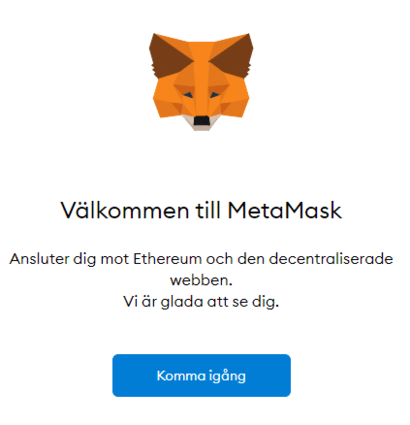 Välkommen till MetaMask
Ansluter dig mot Ethereum och den decentraliserade
webben.
Vi är glada att se dig.
Komma igång